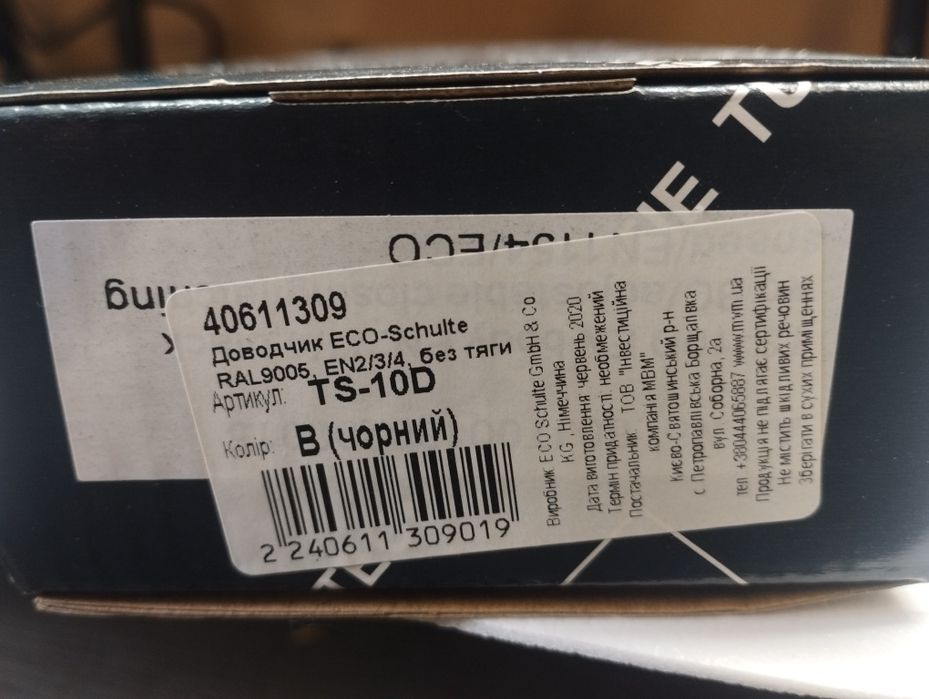 40611309
Доводчик ECO-Schulte
RAL9005, EN2/3/4, без тяги
Артикул: TS-10D
Колір: B (чорний)
2 240611 309019
Виробник: ECO Schulte GmbH & Co.
KG , Німеччина
Дата виготовлення: червень 2020
Термін придатності: необмежений
Постачальник: ТОВ "Інвестиційна
компанія МВМ"
Києво-Святошинський р-н
с. Петропавлівська Борщагівка
вул. Соборна, 2а
тел. +380444065887 www.mvm.ua
Продукція не підлягає сертифікації
Не містить шкідливих речовин
Зберігати в сухих приміщеннях
1154/ECO